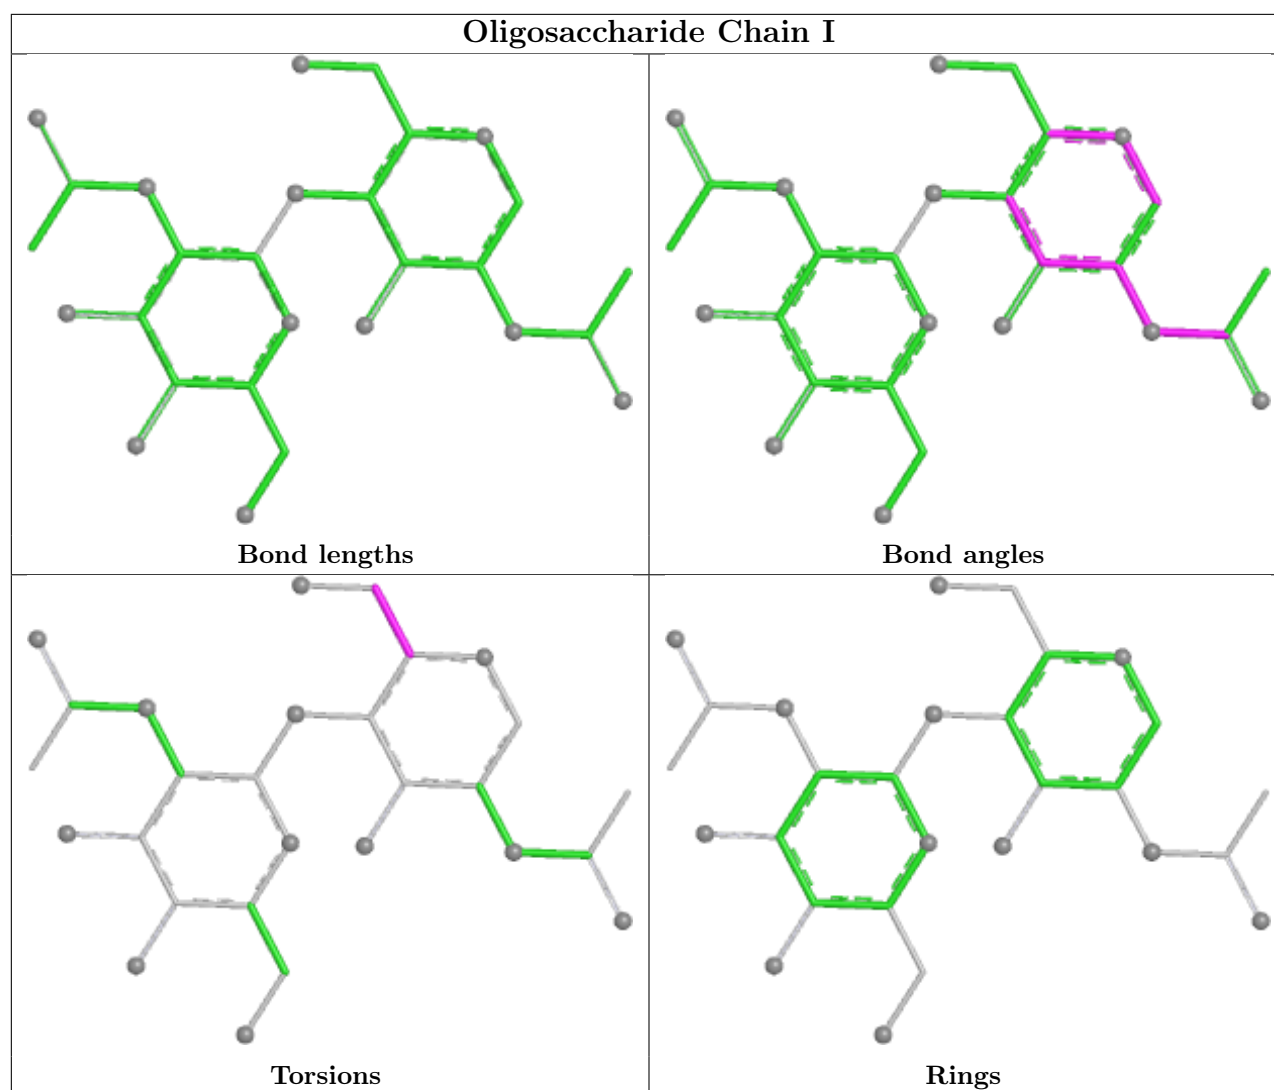 Oligosaccharide Chain I
Bond lengths
Bond angles
Torsions
Rings